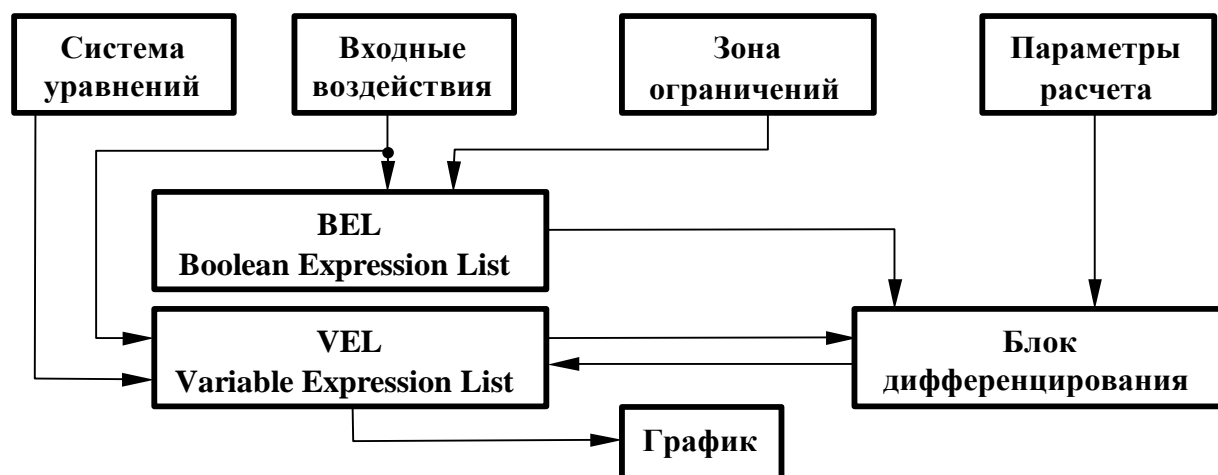 Система
уравнений
Входные
воздействия
Зона
ограничений
Параметры
расчета
BEL
Boolean Expression List
VEL
Variable Expression List
Блок
дифференцирования
График